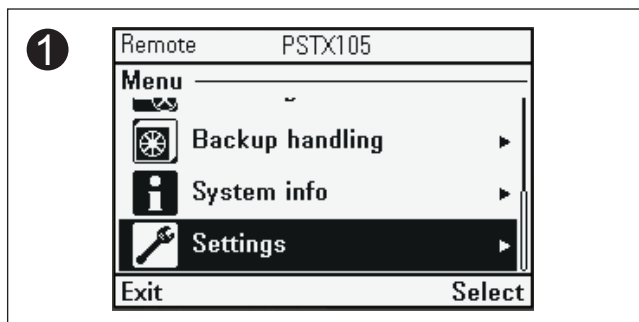 1
Remote PSTX105
Menu
Backup handling
System info
Settings
Exit Select